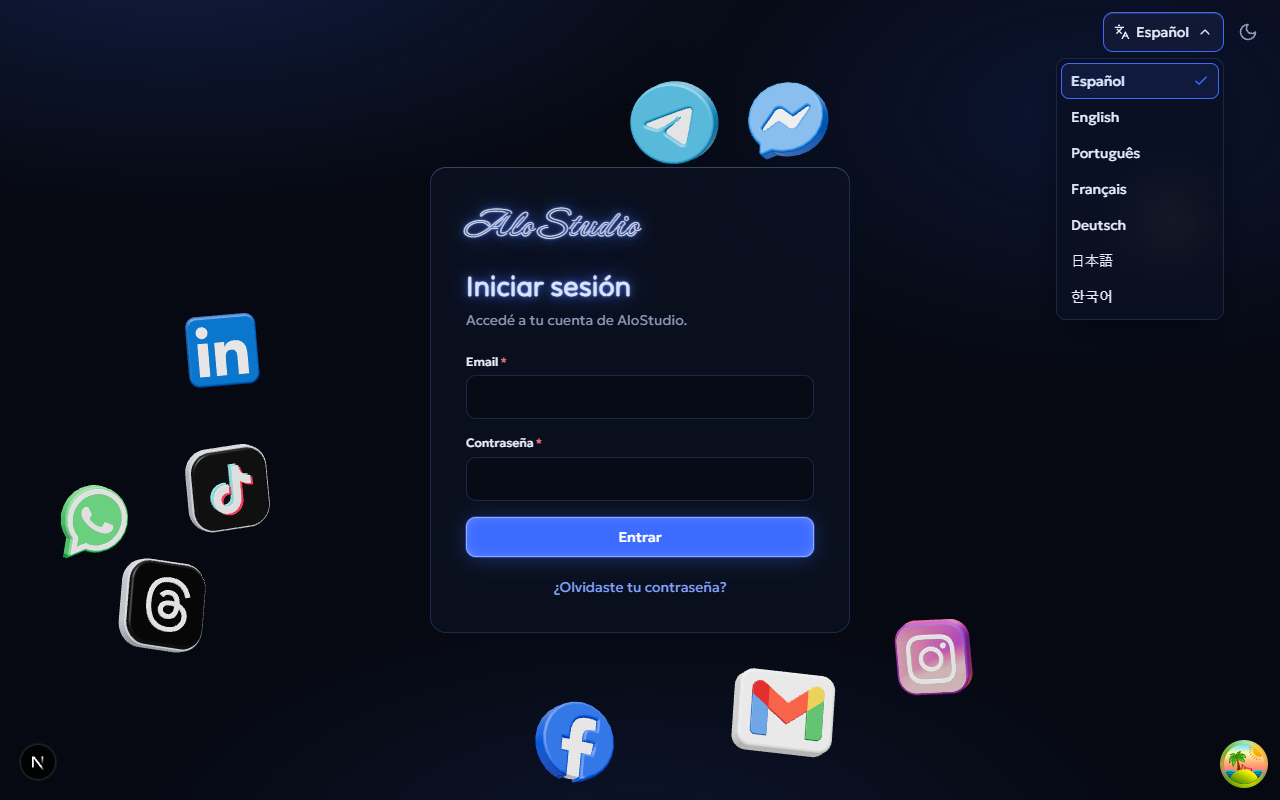 Español
Español
English
Português
Français
Deutsch
日本語
한국어
AloStudio
Iniciar sesión
Accedé a tu cuenta de AloStudio.
Email *
Contraseña *
Entrar
¿Olvidaste tu contraseña?
in
N